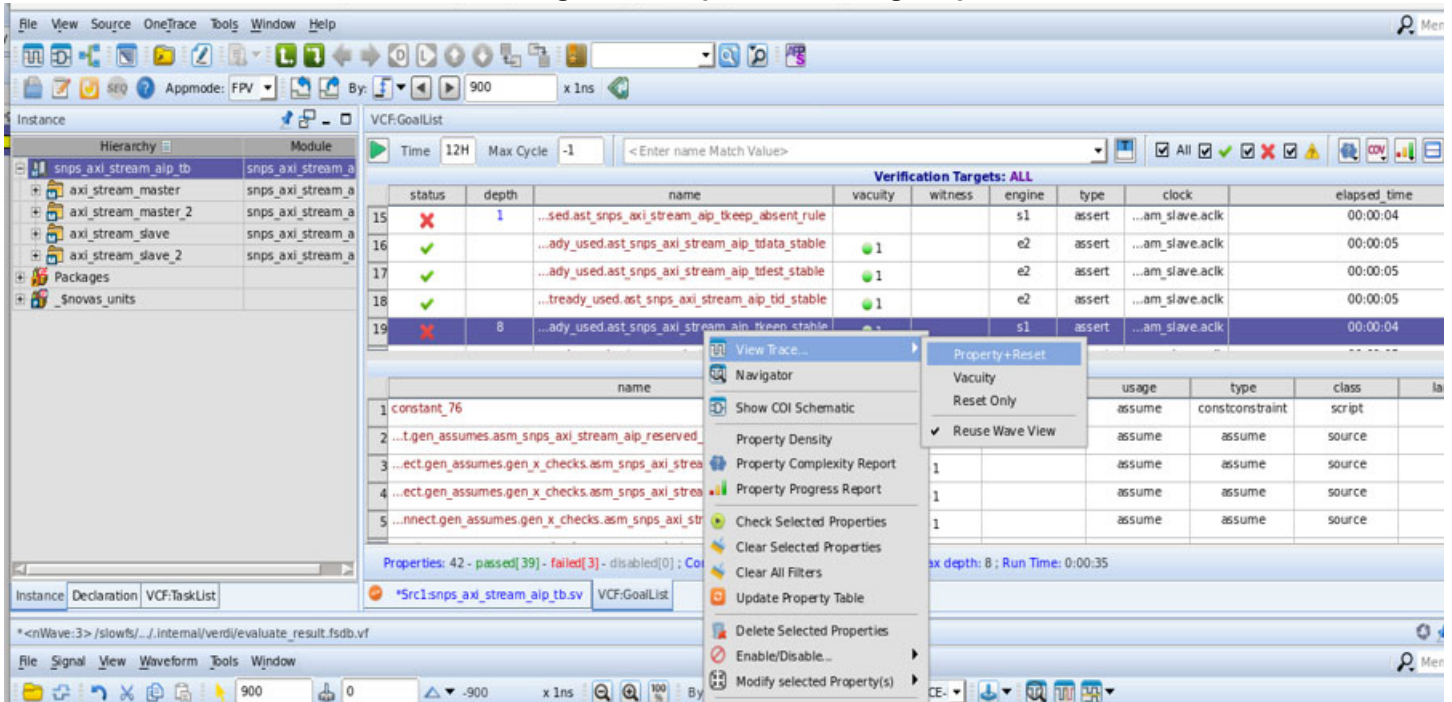 File View Source OneTrace Tools Window Help
Appmode: FPV By: 900 x 1ns
Instance
VCF:GoalList
Hierarchy Module
Time 12H Max Cycle -1 <Enter name Match Value> All
snps_axi_stream_aip_tb snps_axi_stream_a
Verification Targets: ALL
axi_stream_master snps_axi_stream_a
status depth name vacuity witness engine type clock elapsed_time
axi_stream_master_2 snps_axi_stream_a
15 1 ...sed.ast_snps_axi_stream_aip_tkeep_absent_rule s1 assert ...am_slave.aclk 00:00:04
axi_stream_slave snps_axi_stream_a
16 ...ady_used.ast_snps_axi_stream_aip_tdata_stable 1 e2 assert ...am_slave.aclk 00:00:05
axi_stream_slave_2 snps_axi_stream_a
Packages
17 ...ady_used.ast_snps_axi_stream_aip_tdest_stable 1 e2 assert ...am_slave.aclk 00:00:05
_$novas_units
18 ...tready_used.ast_snps_axi_stream_aip_tid_stable 1 e2 assert ...am_slave.aclk 00:00:05
19 8 ...ady_used.ast_snps_axi_stream_aip_tkeep_stable s1 assert ...am_slave.aclk 00:00:04
View Trace...
Property+Reset
Navigator
Vacuity
Show COI Schematic
Reset Only
Property Density
Reuse Wave View
Property Complexity Report
Property Progress Report
Check Selected Properties
Clear Selected Properties
Clear All Filters
Update Property Table
Delete Selected Properties
Enable/Disable...
Modify selected Property(s)
name usage type class
1 constant_76 assume constconstraint script
2 ...t.gen_assumes.asm_snps_axi_stream_aip_reserved_ assume assume source
3 ...ect.gen_assumes.gen_x_checks.asm_snps_axi_strea 1 assume assume source
4 ...ect.gen_assumes.gen_x_checks.asm_snps_axi_strea 1 assume assume source
5 ...nnect.gen_assumes.gen_x_checks.asm_snps_axi_str 1 assume assume source
Properties: 42 - passed[39] - failed[3] - disabled[0] ; Co ax depth: 8 ; Run Time: 0:00:35
Instance Declaration VCF:TaskList *Src1:snps_axi_stream_aip_tb.sv VCF:GoalList
*<nWave:3> /slowfs/.../.internal/verdi/evaluate_result.fsdb.vf
File Signal View Waveform Tools Window
900 0 -900 x 1ns 100 By